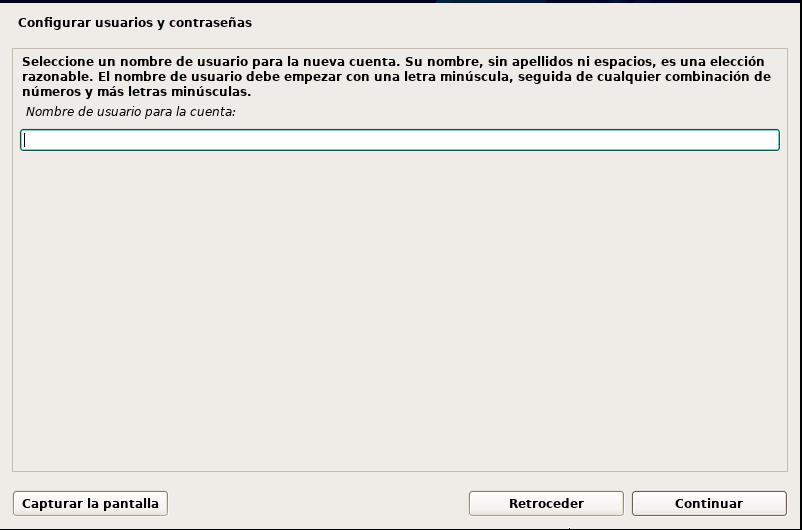 Configurar usuarios y contraseñas
Seleccione un nombre de usuario para la nueva cuenta. Su nombre, sin apellidos ni espacios, es una elección
razonable. El nombre de usuario debe empezar con una letra minúscula, seguida de cualquier combinación de
números y más letras minúsculas.
Nombre de usuario para la cuenta:
Capturar la pantalla
Retroceder
Continuar